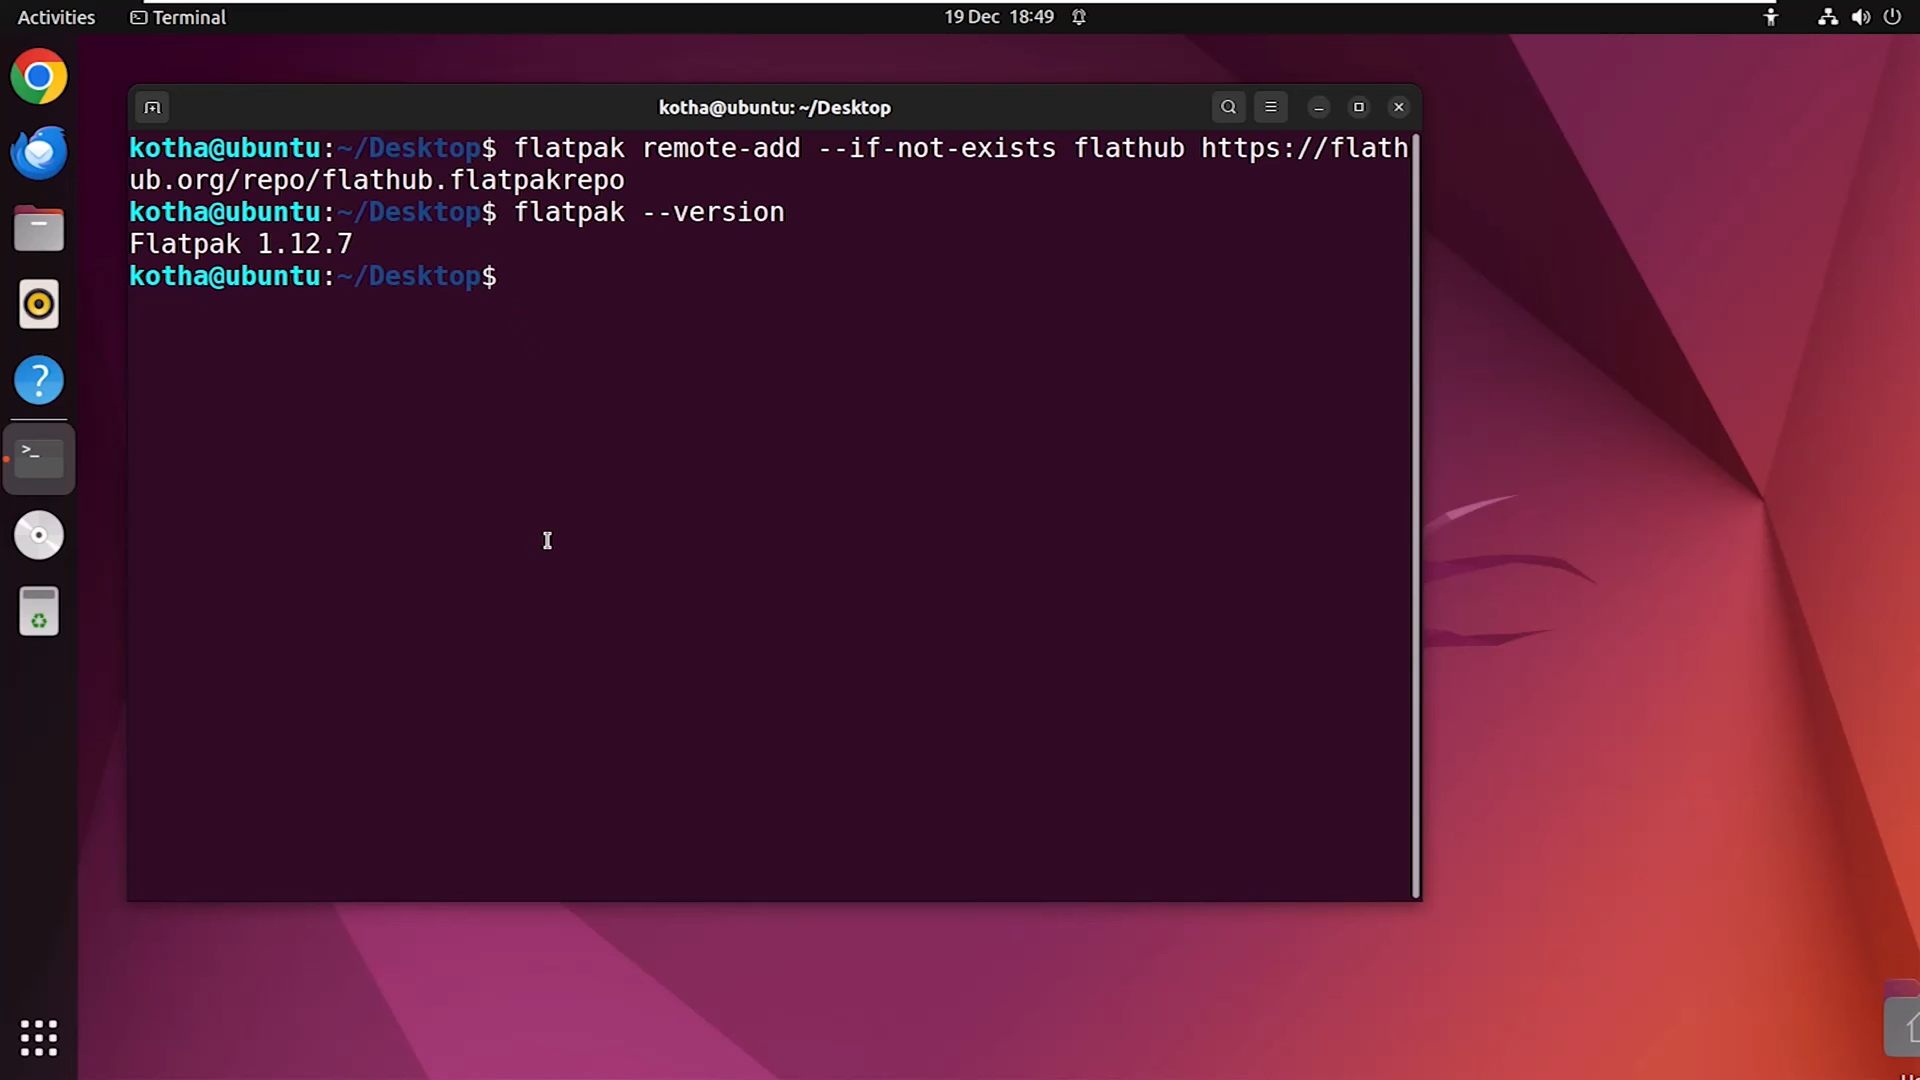 Activities Terminal 19 Dec 18:49
kotha@ubuntu: ~/Desktop
kotha@ubuntu:~/Desktop$ flatpak remote-add --if-not-exists flathub https://flath
ub.org/repo/flathub.flatpakrepo
kotha@ubuntu:~/Desktop$ flatpak --version
Flatpak 1.12.7
kotha@ubuntu:~/Desktop$